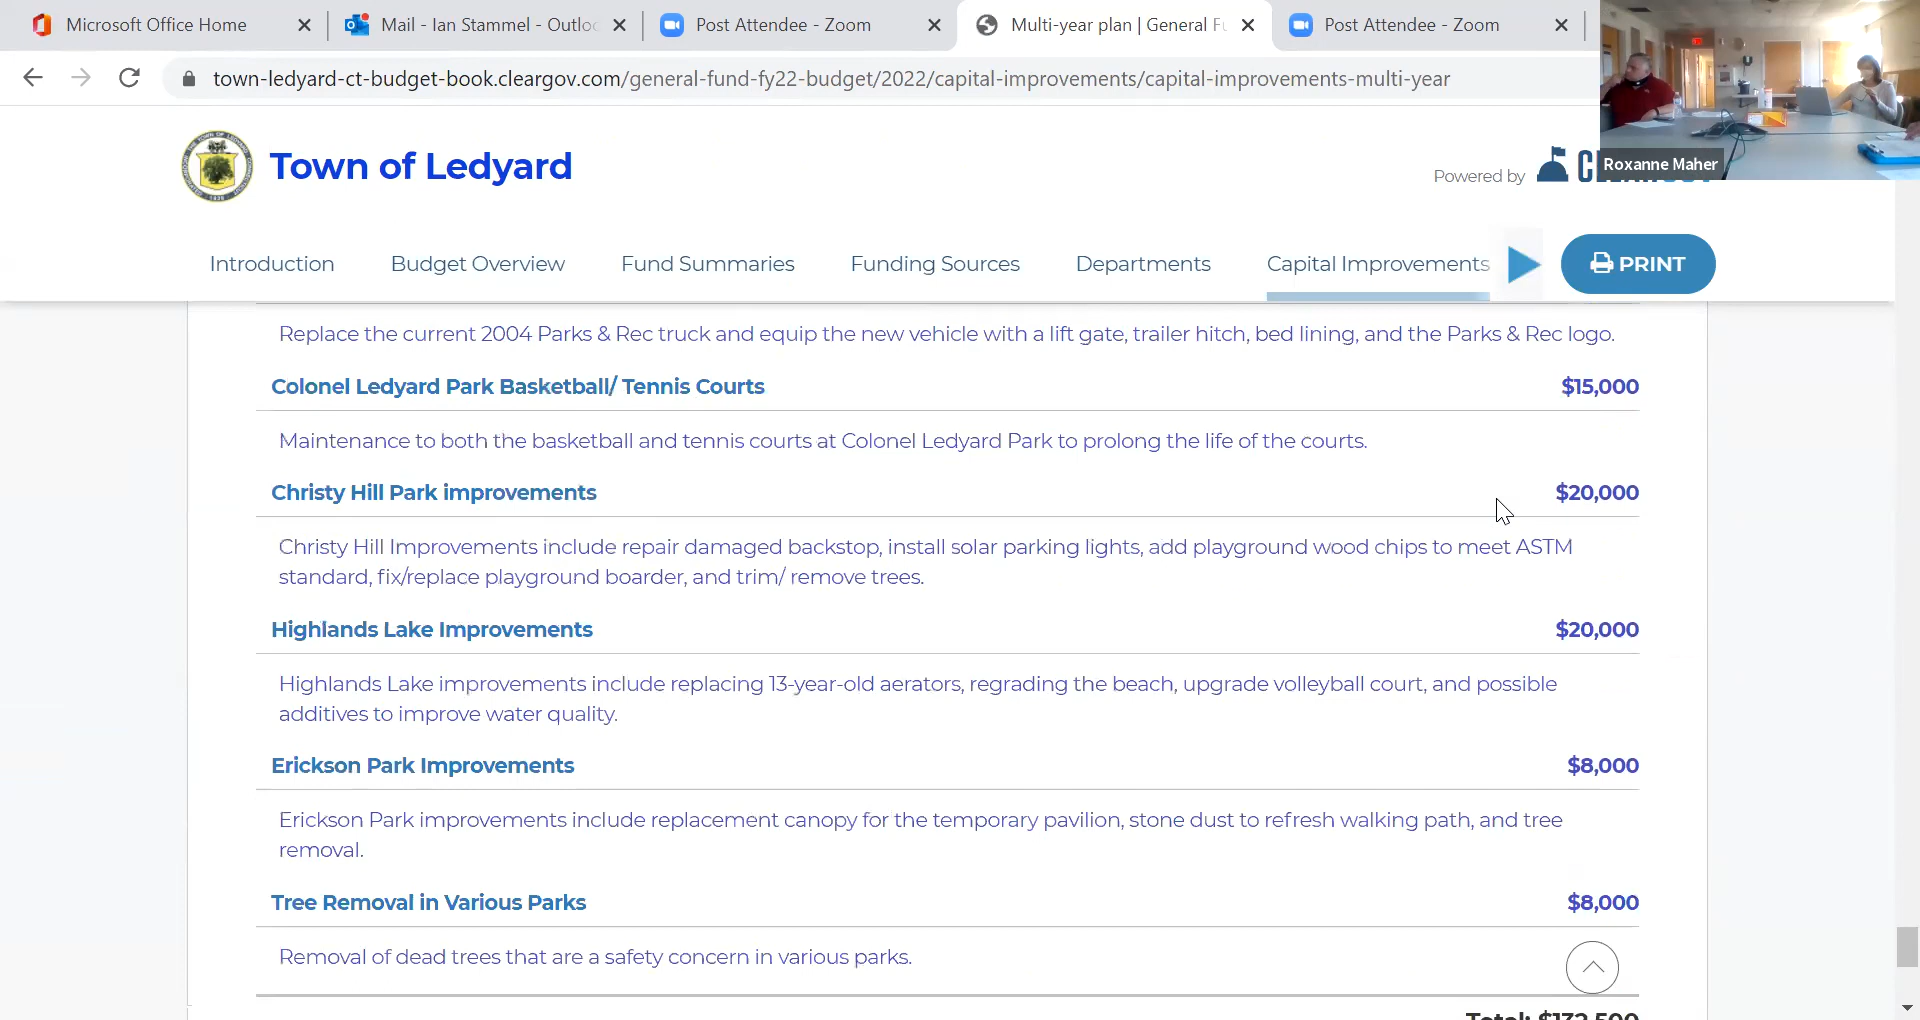 Microsoft Office Home
Mail - Ian Stammel - Outloo
Post Attendee - Zoom
Multi-year plan | General Fu
Post Attendee - Zoom
town-ledyard-ct-budget-book.cleargov.com/general-fund-fy22-budget/2022/capital-improvements/capital-improvements-multi-year
Town of Ledyard
Powered by
Roxanne Maher
Introduction
Budget Overview
Fund Summaries
Funding Sources
Departments
Capital Improvements
PRINT
Replace the current 2004 Parks & Rec truck and equip the new vehicle with a lift gate, trailer hitch, bed lining, and the Parks & Rec logo.
Colonel Ledyard Park Basketball/ Tennis Courts $15,000
Maintenance to both the basketball and tennis courts at Colonel Ledyard Park to prolong the life of the courts.
Christy Hill Park improvements $20,000
Christy Hill Improvements include repair damaged backstop, install solar parking lights, add playground wood chips to meet ASTM
standard, fix/replace playground boarder, and trim/ remove trees.
Highlands Lake Improvements $20,000
Highlands Lake improvements include replacing 13-year-old aerators, regrading the beach, upgrade volleyball court, and possible
additives to improve water quality.
Erickson Park Improvements $8,000
Erickson Park improvements include replacement canopy for the temporary pavilion, stone dust to refresh walking path, and tree
removal.
Tree Removal in Various Parks $8,000
Removal of dead trees that are a safety concern in various parks.
Total: $132,500